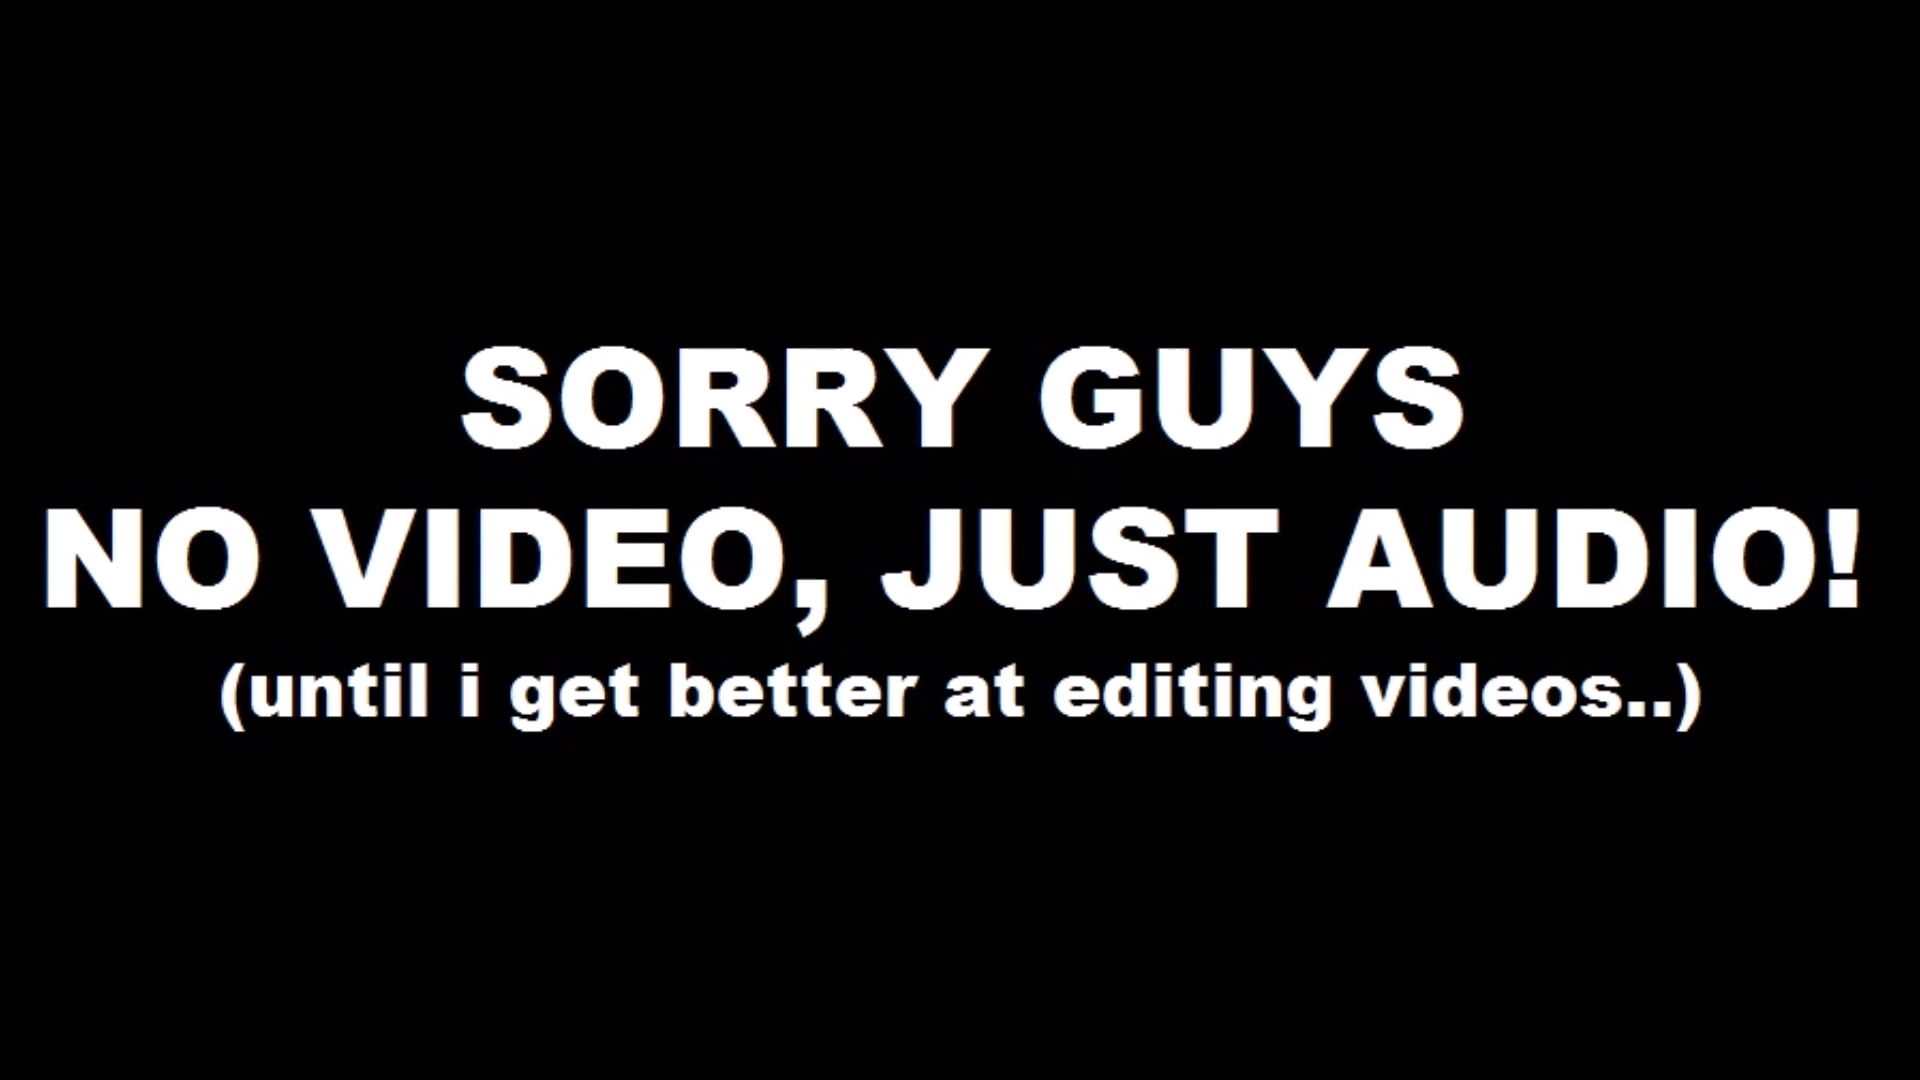 SORRY GUYS
NO VIDEO, JUST AUDIO!
(until i get better at editing videos..)